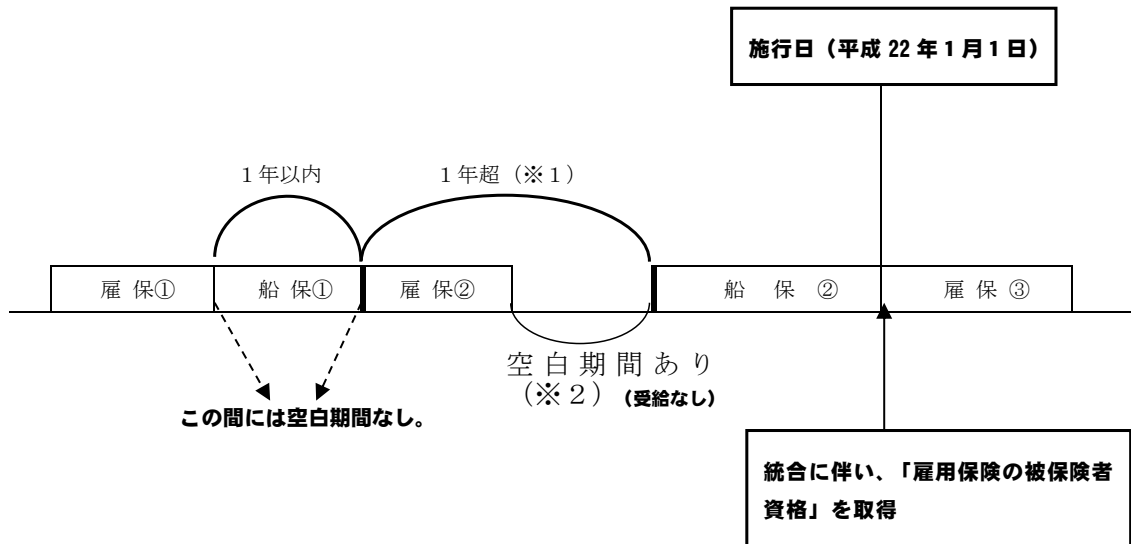 施行日（平成 22 年１月１日）
１年以内
１年超（※１）
雇 保①
船 保①
雇 保②
船 保 ②
雇 保 ③
空 白 期 間 あ り
（※２）（受給なし）
この間には空白期間なし。
統合に伴い、「雇用保険の被保険者
資格」を取得